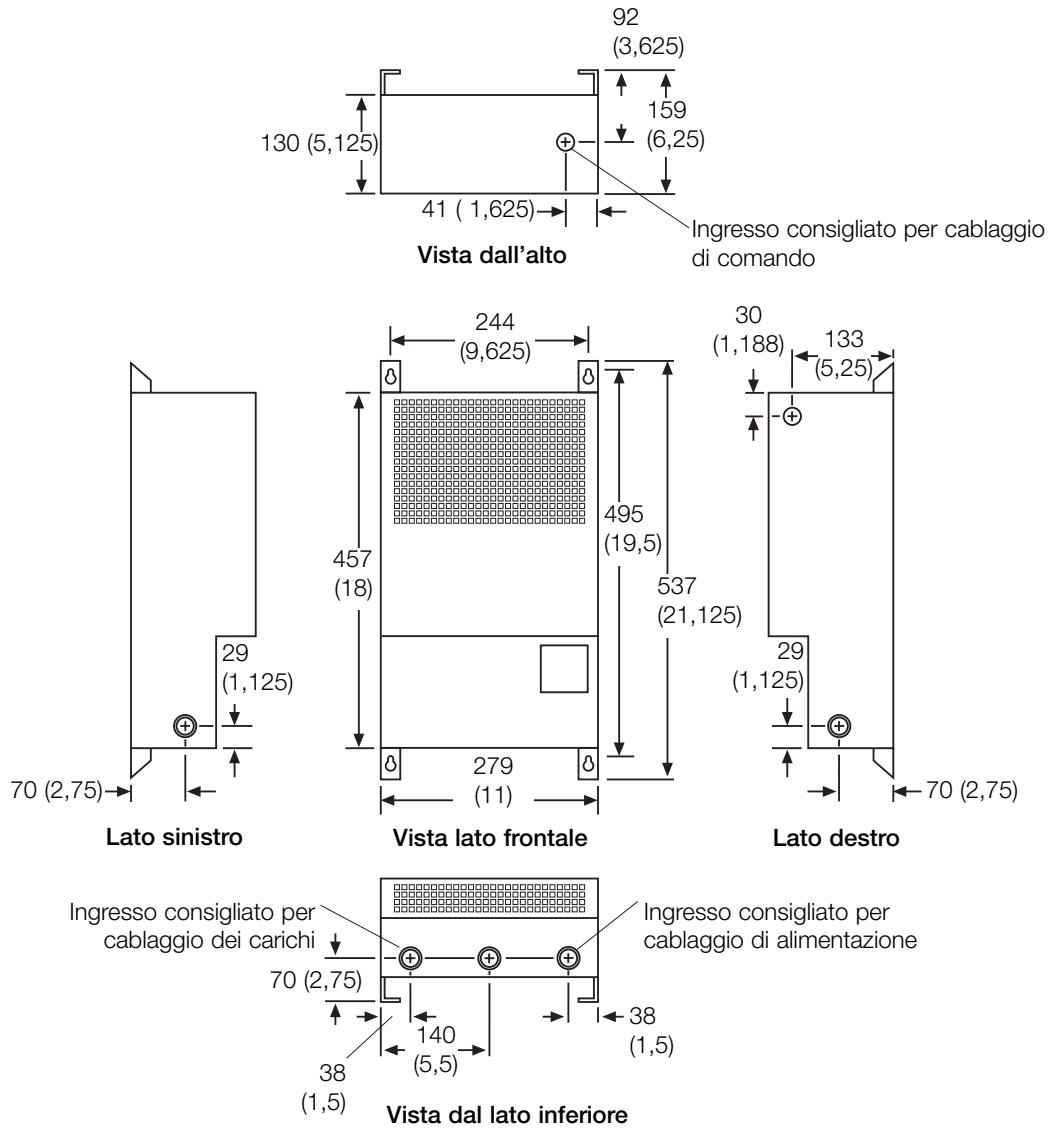 92
(3,625)
130 (5,125)
159
(6,25)
41 ( 1,625)
Ingresso consigliato per cablaggio
di comando
Vista dall'alto
244
(9,625)
30
(1,188)
133
(5,25)
457
(18)
495
(19,5)
537
(21,125)
29
(1,125)
29
(1,125)
70 (2,75)
279
(11)
70 (2,75)
Lato sinistro
Vista lato frontale
Lato destro
Ingresso consigliato per
cablaggio dei carichi
Ingresso consigliato per
cablaggio di alimentazione
70 (2,75)
38
(1,5)
140
(5,5)
38
(1,5)
Vista dal lato inferiore